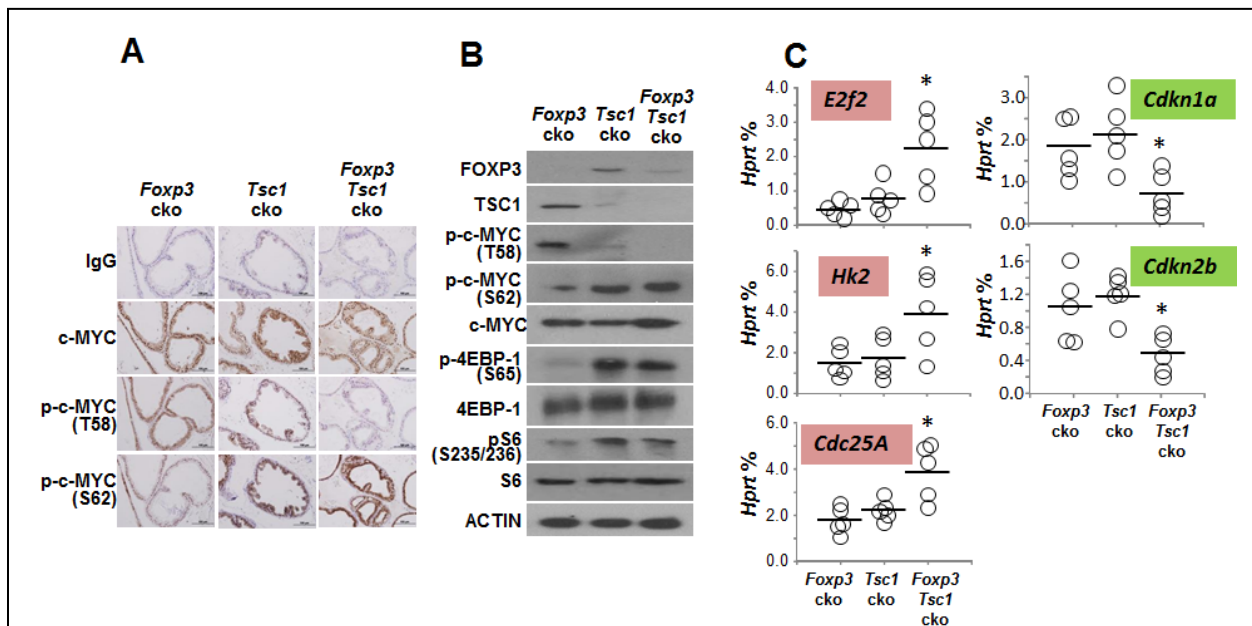 A
Foxp3
cko
Tsc1
cko
Foxp3
Tsc1
cko
IgG
c-MYC
p-c-MYC
(T58)
p-c-MYC
(S62)
B
Foxp3
cko
Tsc1
cko
Foxp3
Tsc1
cko
FOXP3
TSC1
p-c-MYC
(T58)
p-c-MYC
(S62)
c-MYC
p-4EBP-1
(S65)
4EBP-1
pS6
(S235/236)
S6
ACTIN
C
E2f2
*
Hprt %
4.0
3.0
2.0
1.0
0.0
Hk2
*
Hprt %
6.0
4.0
2.0
0.0
Cdc25A
*
Hprt %
6.0
4.0
2.0
0.0
Foxp3
cko
Tsc1
cko
Foxp3
Tsc1
cko
Cdkn1a
*
Hprt %
3.0
2.0
1.0
0.0
Cdkn2b
*
Hprt %
1.6
1.2
0.8
0.4
0.0
Foxp3
cko
Tsc1
cko
Foxp3
Tsc1
cko